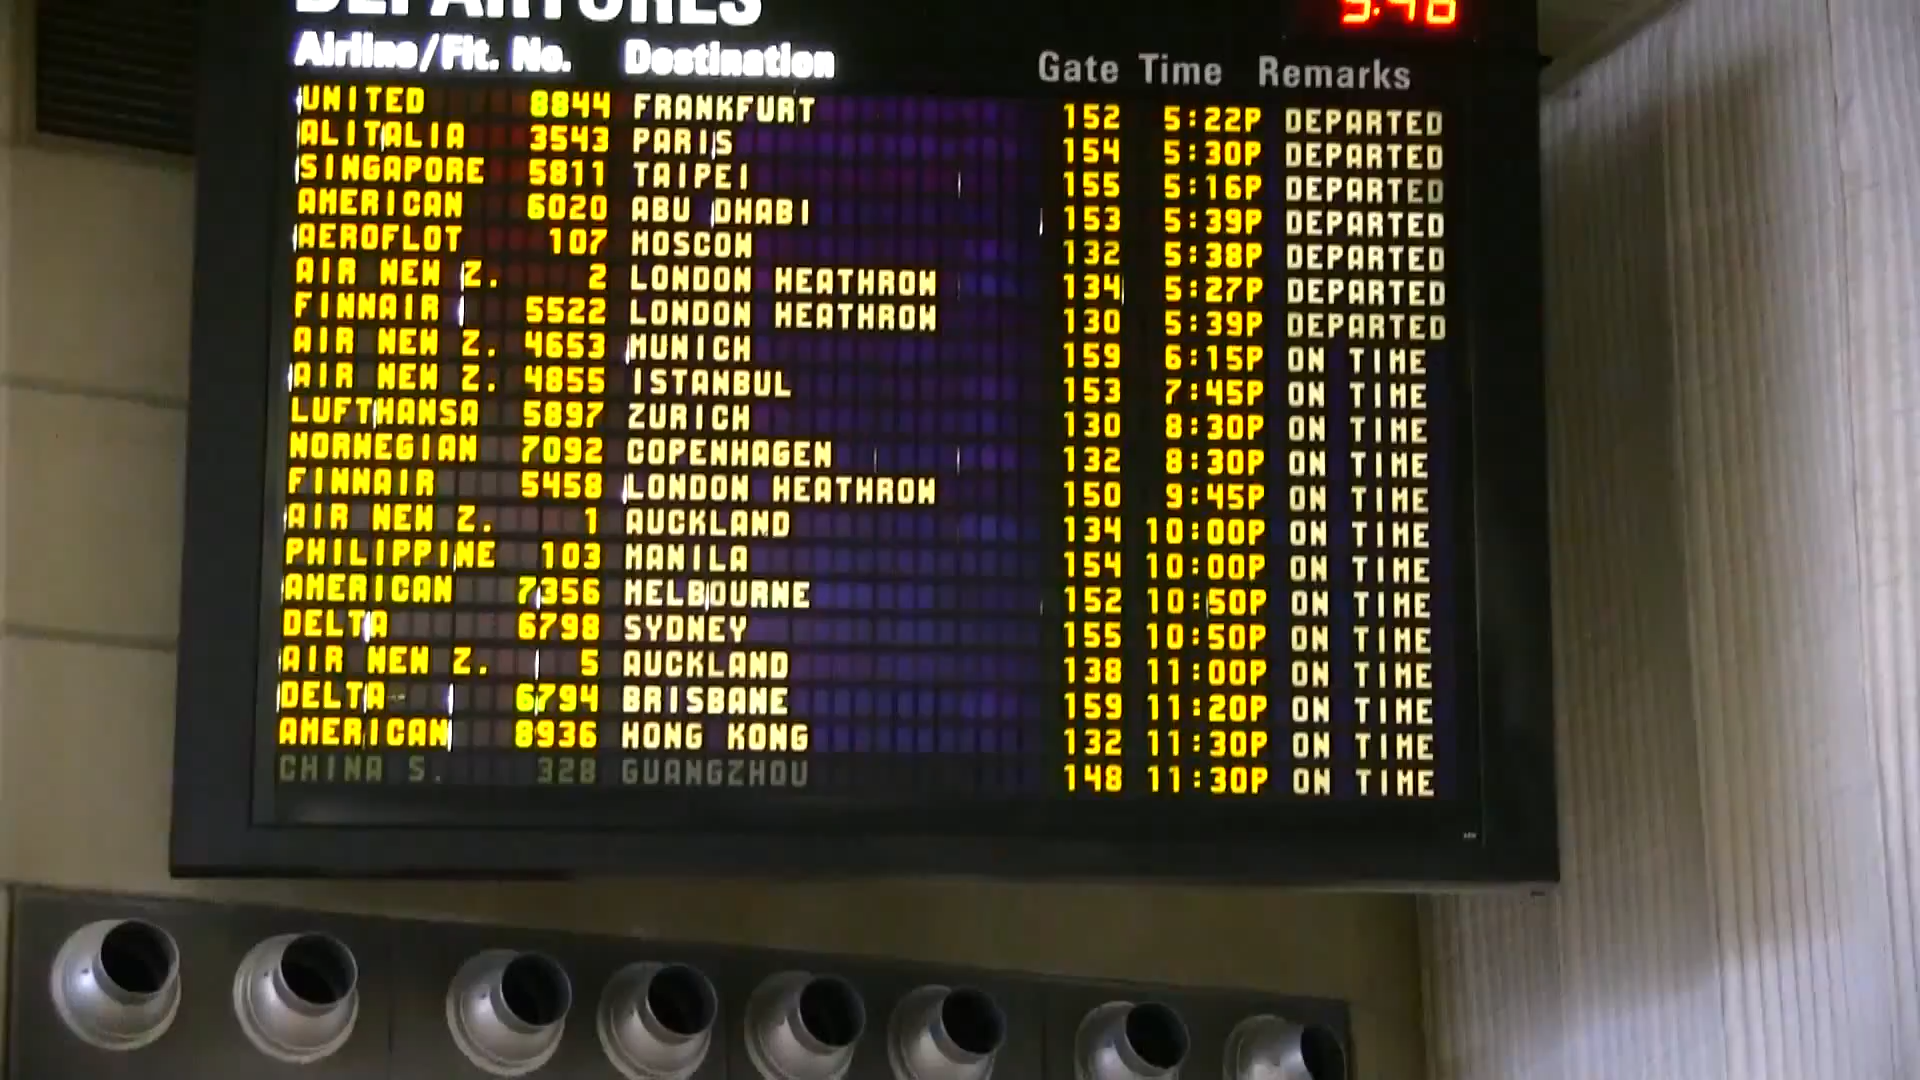 DEPARTURES 5:48
Airline/Flt. No. Destination Gate Time Remarks
UNITED 8844 FRANKFURT 152 5:22P DEPARTED
ALITALIA 3543 PARIS 154 5:30P DEPARTED
SINGAPORE 5811 TAIPEI 155 5:16P DEPARTED
AMERICAN 6020 ABU DHABI 153 5:39P DEPARTED
AEROFLOT 107 MOSCOW 132 5:38P DEPARTED
AIR NEW Z. 2 LONDON HEATHROW 134 5:27P DEPARTED
FINNAIR 5522 LONDON HEATHROW 130 5:39P DEPARTED
AIR NEW Z. 4653 MUNICH 159 6:15P ON TIME
AIR NEW Z. 4855 ISTANBUL 153 7:45P ON TIME
LUFTHANSA 5897 ZURICH 130 8:30P ON TIME
NORWEGIAN 7092 COPENHAGEN 132 8:30P ON TIME
FINNAIR 5458 LONDON HEATHROW 150 9:45P ON TIME
AIR NEW Z. 1 AUCKLAND 134 10:00P ON TIME
PHILIPPINE 103 MANILA 154 10:00P ON TIME
AMERICAN 7356 MELBOURNE 152 10:50P ON TIME
DELTA 6798 SYDNEY 155 10:50P ON TIME
AIR NEW Z. 5 AUCKLAND 138 11:00P ON TIME
DELTA 6794 BRISBANE 159 11:20P ON TIME
AMERICAN 8936 HONG KONG 132 11:30P ON TIME
CHINA S. 328 GUANGZHOU 148 11:30P ON TIME